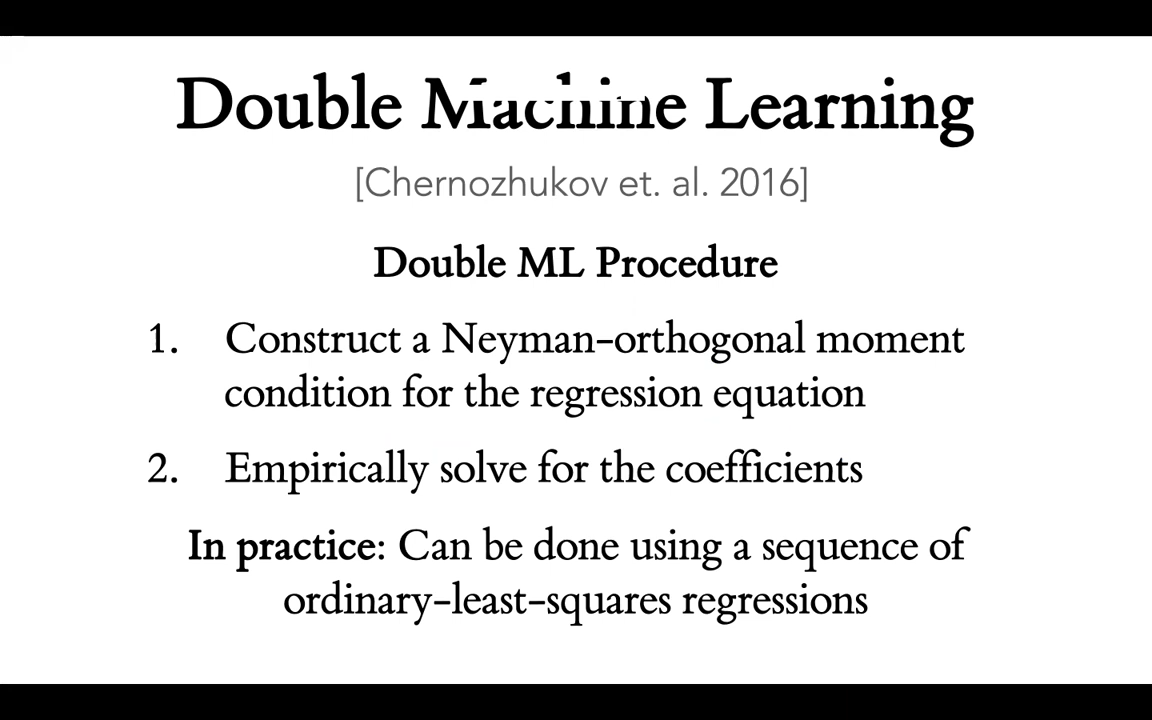 Double Machine Learning
[Chernozhukov et. al. 2016]
Double ML Procedure
1. Construct a Neyman-orthogonal moment
condition for the regression equation
2. Empirically solve for the coefficients
In practice: Can be done using a sequence of
ordinary-least-squares regressions